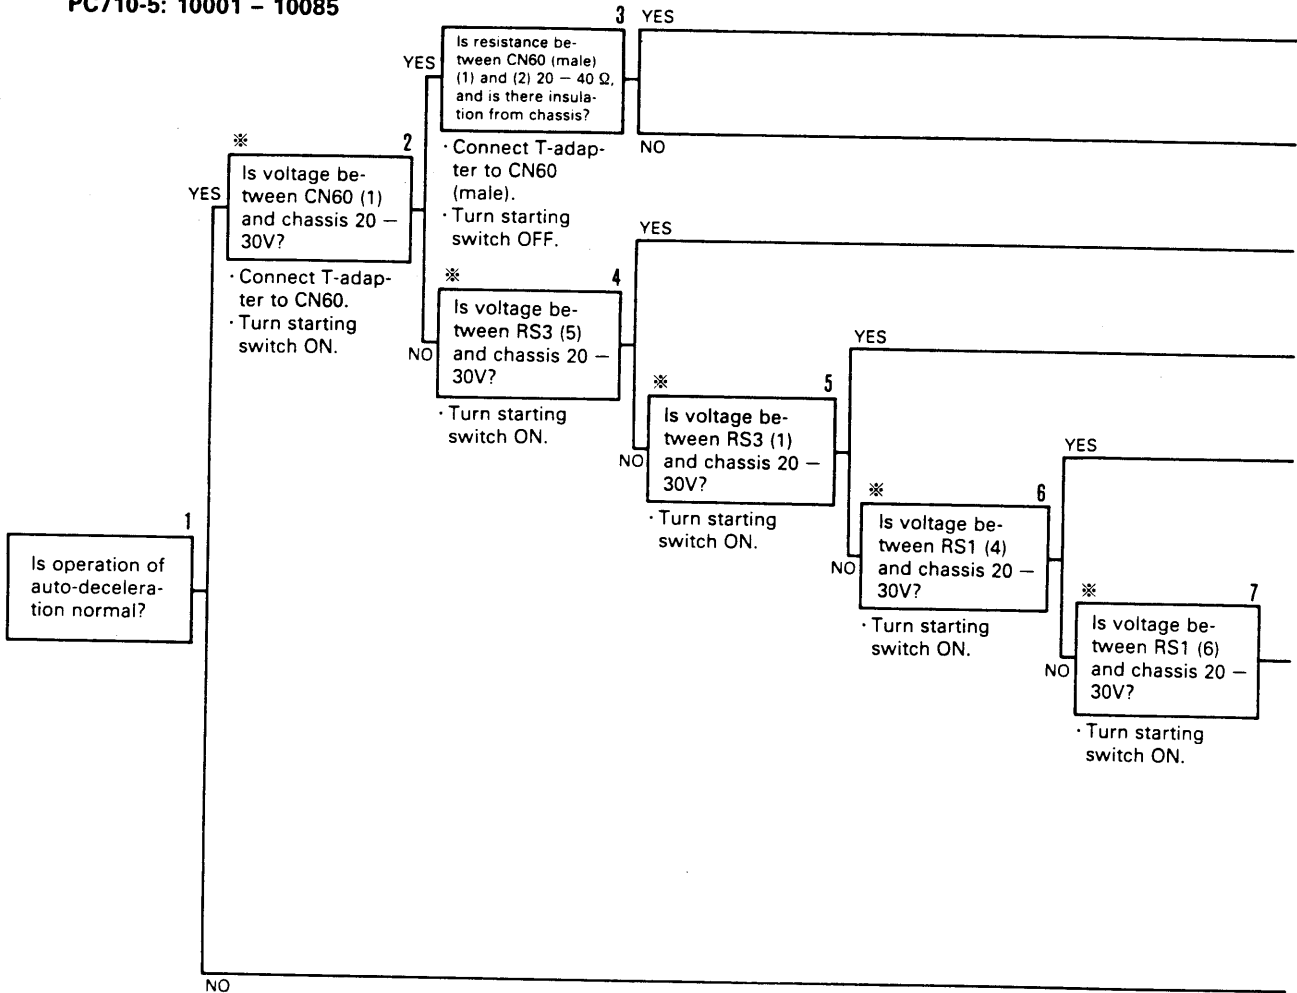 PC710-5: 10001 – 10085
3
YES
YES
Is resistance be-
tween CN60 (male)
(1) and (2) 20 – 40 Ω,
and is there insula-
tion from chassis?
NO
· Connect T-adap-
ter to CN60
(male).
· Turn starting
switch OFF.
※
2
YES
Is voltage be-
tween CN60 (1)
and chassis 20 –
30V?
· Connect T-adap-
ter to CN60.
· Turn starting
switch ON.
YES
※
4
NO
Is voltage be-
tween RS3 (5)
and chassis 20 –
30V?
· Turn starting
switch ON.
YES
※
5
NO
Is voltage be-
tween RS3 (1)
and chassis 20 –
30V?
· Turn starting
switch ON.
YES
※
6
NO
Is voltage be-
tween RS1 (4)
and chassis 20 –
30V?
· Turn starting
switch ON.
1
Is operation of
auto-decelera-
tion normal?
※
7
NO
Is voltage be-
tween RS1 (6)
and chassis 20 –
30V?
· Turn starting
switch ON.
NO